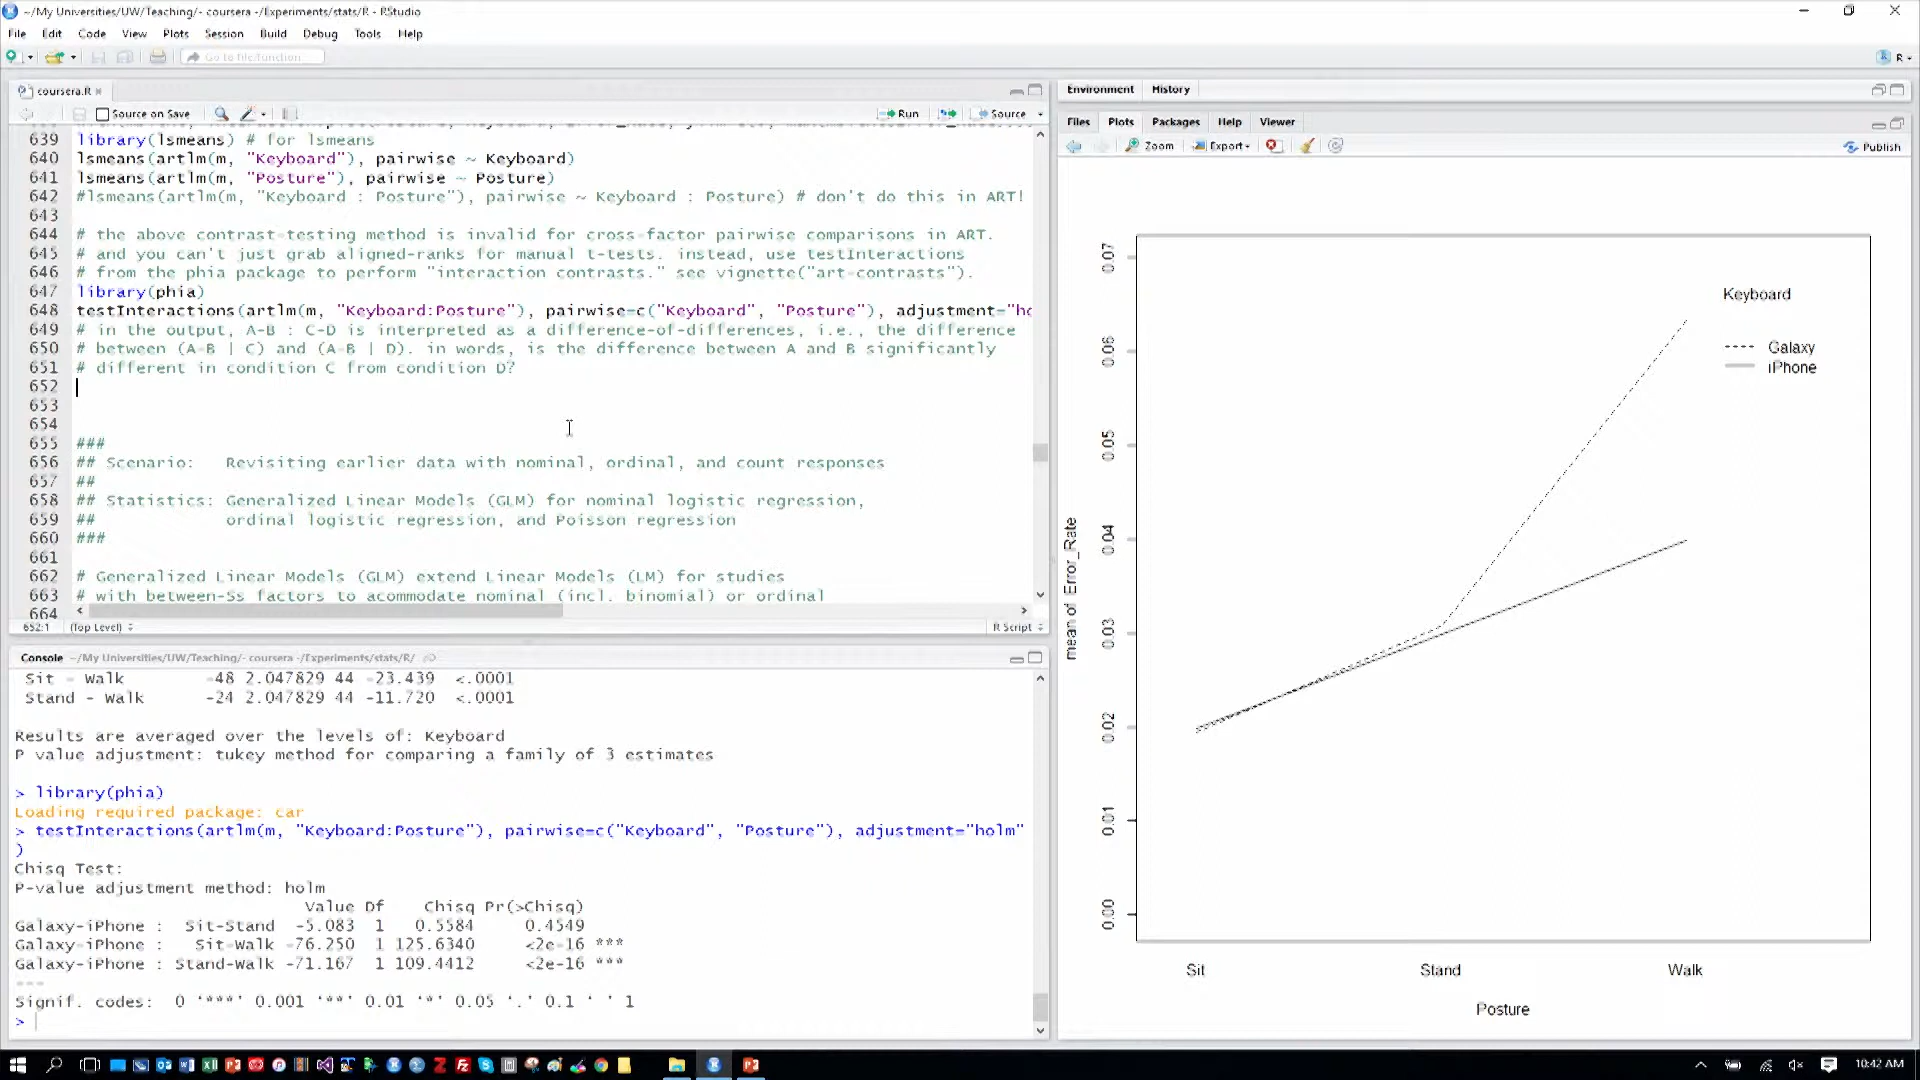 ~/My Universities/UW/Teaching/- coursera -/Experiments/stats/R - RStudio
File Edit Code View Plots Session Build Debug Tools Help
Go to file/function
R
coursera.R
Source on Save
Run
Source
639 library(lsmeans) # for lsmeans
640 lsmeans(artlm(m, "Keyboard"), pairwise ~ Keyboard)
641 lsmeans(artlm(m, "Posture"), pairwise ~ Posture)
642 #lsmeans(artlm(m, "Keyboard : Posture"), pairwise ~ Keyboard : Posture) # don't do this in ART!
643
644 # the above contrast-testing method is invalid for cross-factor pairwise comparisons in ART.
645 # and you can't just grab aligned-ranks for manual t-tests. instead, use testInteractions
646 # from the phia package to perform "interaction contrasts." see vignette("art-contrasts").
647 library(phia)
648 testInteractions(artlm(m, "Keyboard:Posture"), pairwise=c("Keyboard", "Posture"), adjustment="ho
649 # in the output, A-B : C-D is interpreted as a difference-of-differences, i.e., the difference
650 # between (A-B | C) and (A-B | D). in words, is the difference between A and B significantly
651 # different in condition C from condition D?
652
653
654
655 ###
656 ## Scenario: Revisiting earlier data with nominal, ordinal, and count responses
657 ##
658 ## Statistics: Generalized Linear Models (GLM) for nominal logistic regression,
659 ## ordinal logistic regression, and Poisson regression
660 ###
661
662 # Generalized Linear Models (GLM) extend Linear Models (LM) for studies
663 # with between-Ss factors to acommodate nominal (incl. binomial) or ordinal
664
652:1 (Top Level) R Script
Console ~/My Universities/UW/Teaching/- coursera -/Experiments/stats/R/
Sit - Walk -48 2.047829 44 -23.439 <.0001
Stand - Walk -24 2.047829 44 -11.720 <.0001
Results are averaged over the levels of: Keyboard
P value adjustment: tukey method for comparing a family of 3 estimates
> library(phia)
Loading required package: car
> testInteractions(artlm(m, "Keyboard:Posture"), pairwise=c("Keyboard", "Posture"), adjustment="holm"
)
Chisq Test:
P-value adjustment method: holm
Value Df Chisq Pr(>Chisq)
Galaxy-iPhone : Sit-Stand -5.083 1 0.5584 0.4549
Galaxy-iPhone : Sit-Walk -76.250 1 125.6340 <2e-16 ***
Galaxy-iPhone : Stand-Walk -71.167 1 109.4412 <2e-16 ***
---
Signif. codes: 0 '***' 0.001 '**' 0.01 '*' 0.05 '.' 0.1 ' ' 1
>
Environment History
Files Plots Packages Help Viewer
Zoom Export Publish
Keyboard
Galaxy
iPhone
mean of Error_Rate
0.07
0.06
0.05
0.04
0.03
0.02
0.01
0.00
Sit Stand Walk
Posture
10:42 AM